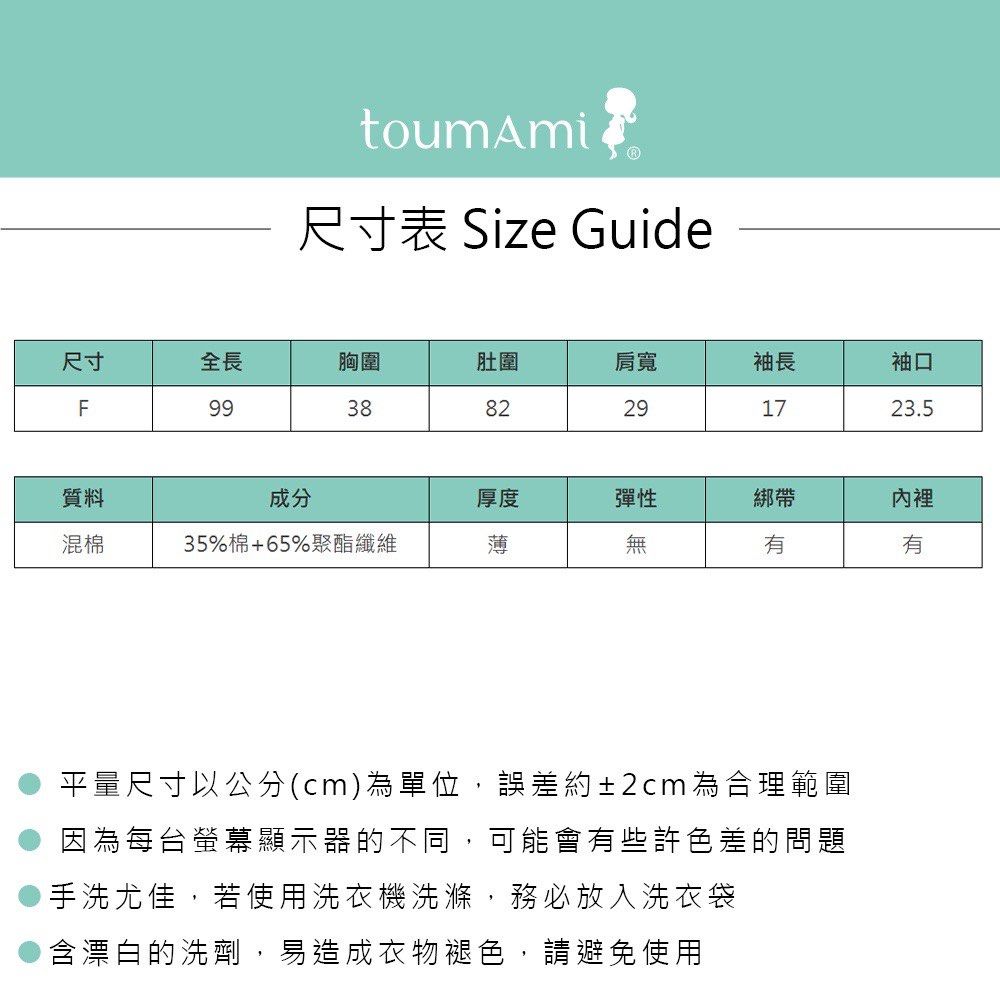 toumAmi ®
尺寸表 Size Guide
尺寸 全長 胸圍 肚圍 肩寬 袖長 袖口
F 99 38 82 29 17 23.5
質料 成分 厚度 彈性 綁帶 內裡
混棉 35%棉+65%聚酯纖維 薄 無 有 有
平量尺寸以公分(cm)為單位，誤差約±2cm為合理範圍
因為每台螢幕顯示器的不同，可能會有些許色差的問題
手洗尤佳，若使用洗衣機洗滌，務必放入洗衣袋
含漂白的洗劑，易造成衣物褪色，請避免使用